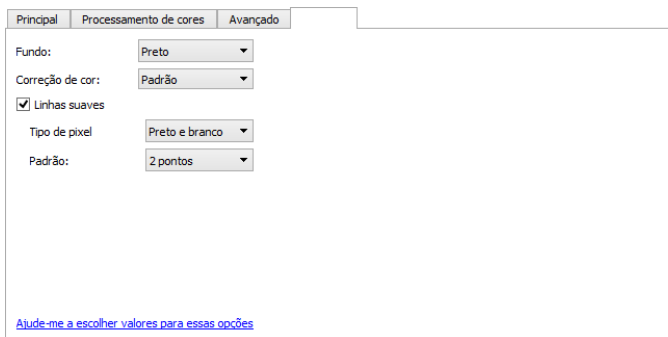 Principal Processamento de cores Avançado
Fundo: Preto
Correção de cor: Padrão
Linhas suaves
Tipo de pixel Preto e branco
Padrão: 2 pontos
Ajude-me a escolher valores para essas opções